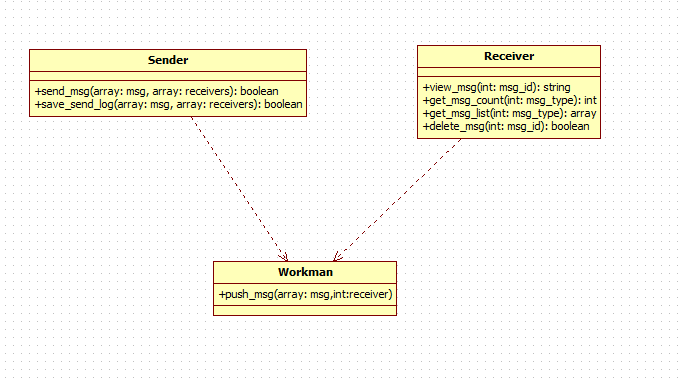 Sender
+send_msg(array: msg, array: receivers): boolean
+save_send_log(array: msg, array: receivers): boolean
Receiver
+view_msg(int: msg_id): string
+get_msg_count(int: msg_type): int
+get_msg_list(int: msg_type): array
+delete_msg(int: msg_id): boolean
Workman
+push_msg(array: msg,int:receiver)